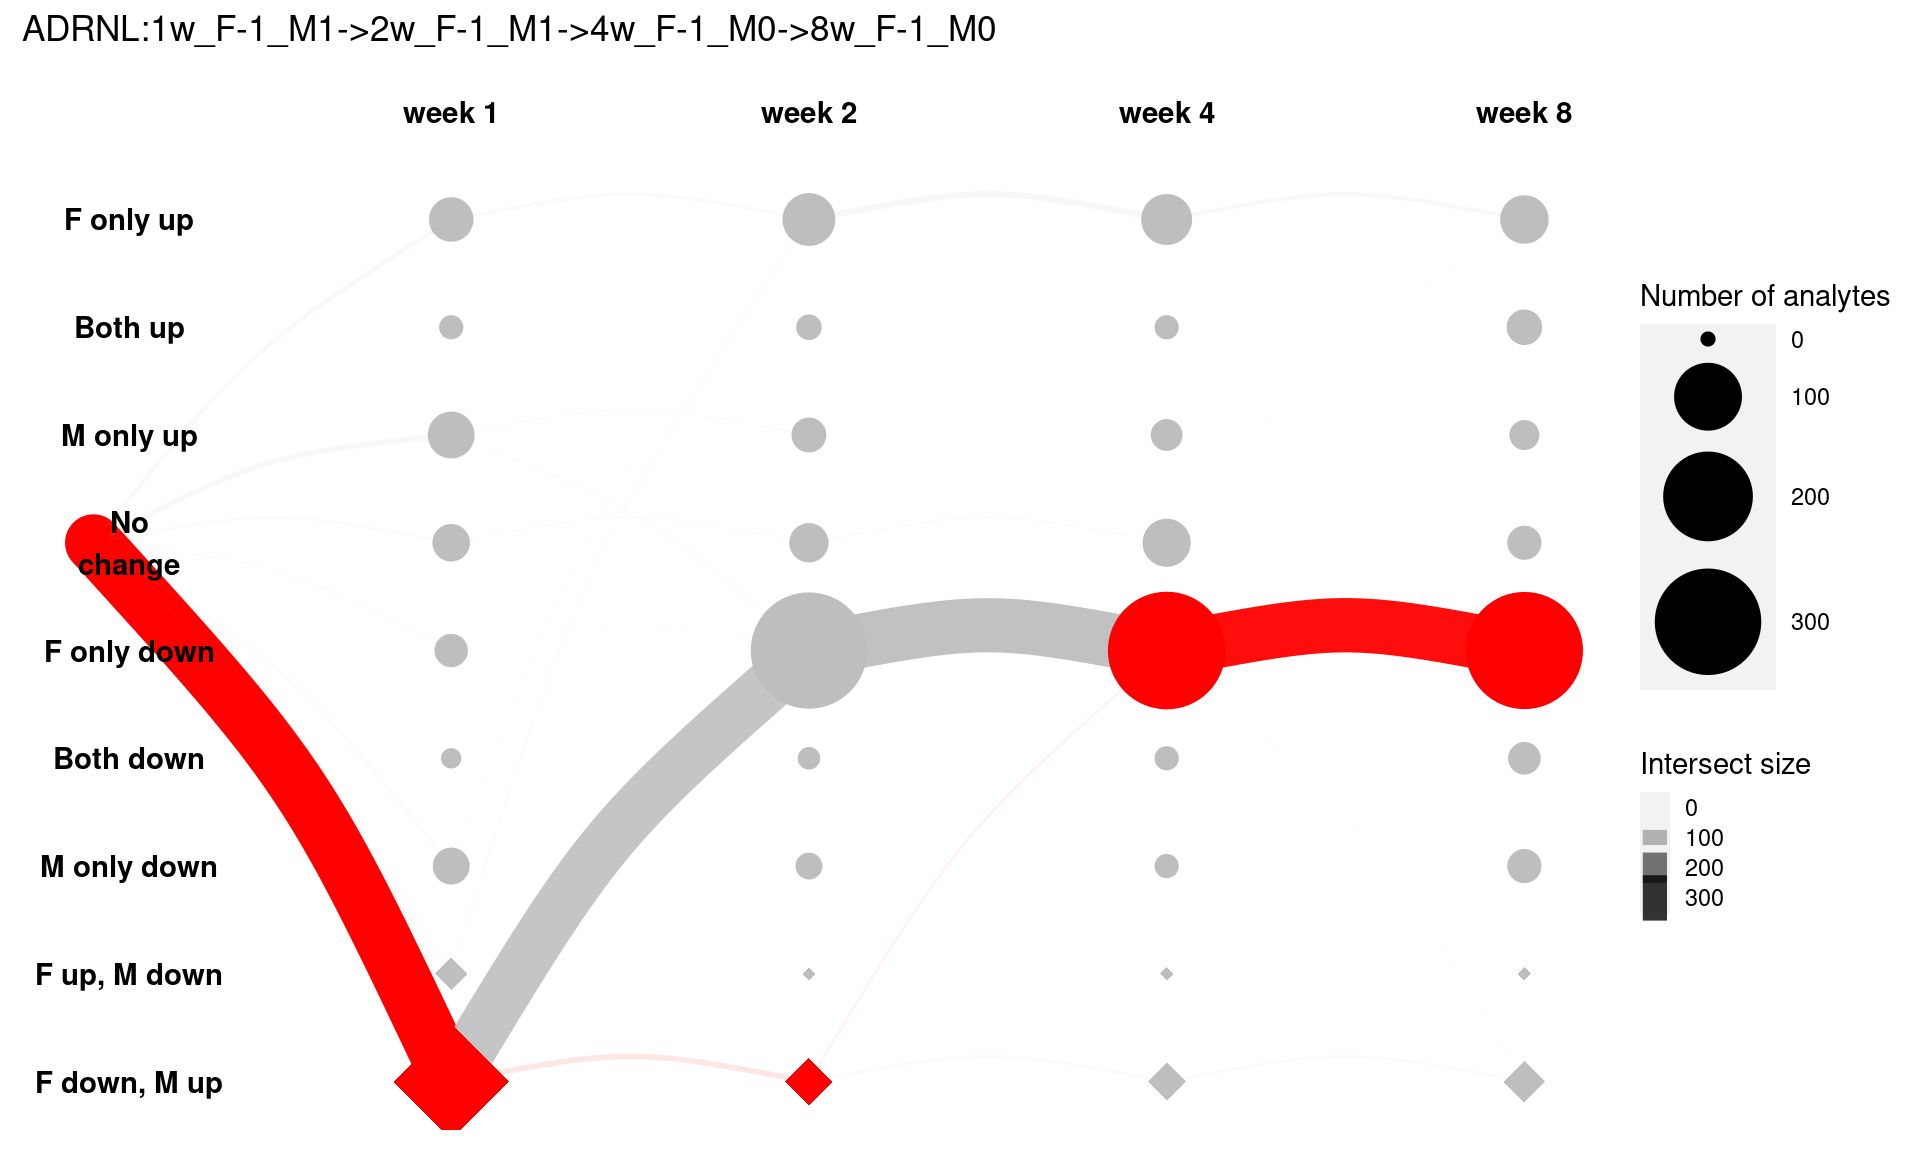 ADRNL:1w_F-1_M1->2w_F-1_M1->4w_F-1_M0->8w_F-1_M0
week 1
week 2
week 4
week 8
F only up
Both up
M only up
No
change
F only down
Both down
M only down
F up, M down
F down, M up
Number of analytes
0
100
200
300
Intersect size
0
100
200
300